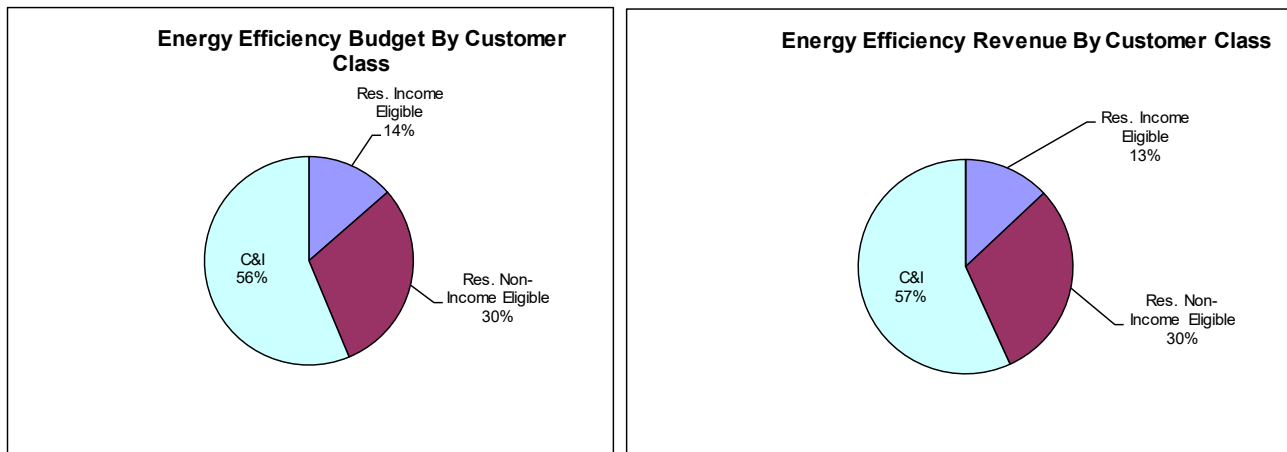 Energy Efficiency Budget By Customer
Class
Res. Income
Eligible
14%
C&I
56%
Res. Non-
Income Eligible
30%
Energy Efficiency Revenue By Customer Class
Res. Income
Eligible
13%
C&I
57%
Res. Non-
Income Eligible
30%